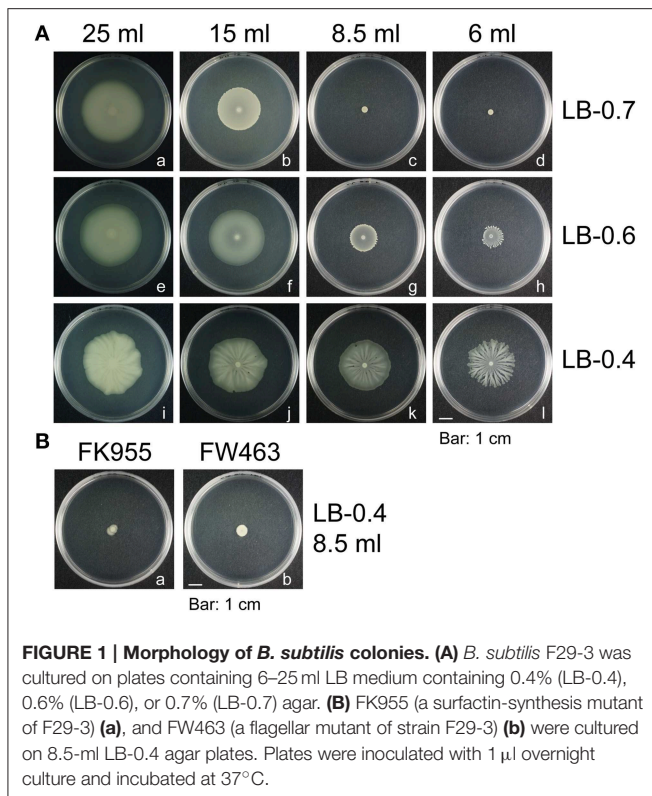 A
25 ml 15 ml 8.5 ml 6 ml
a b c d LB-0.7
e f g h LB-0.6
i j k l LB-0.4
Bar: 1 cm
B
FK955 FW463
a b LB-0.4
8.5 ml
Bar: 1 cm
FIGURE 1 | Morphology of B. subtilis colonies. (A) B. subtilis F29-3 was
cultured on plates containing 6–25 ml LB medium containing 0.4% (LB-0.4),
0.6% (LB-0.6), or 0.7% (LB-0.7) agar. (B) FK955 (a surfactin-synthesis mutant
of F29-3) (a), and FW463 (a flagellar mutant of strain F29-3) (b) were cultured
on 8.5-ml LB-0.4 agar plates. Plates were inoculated with 1 μl overnight
culture and incubated at 37°C.